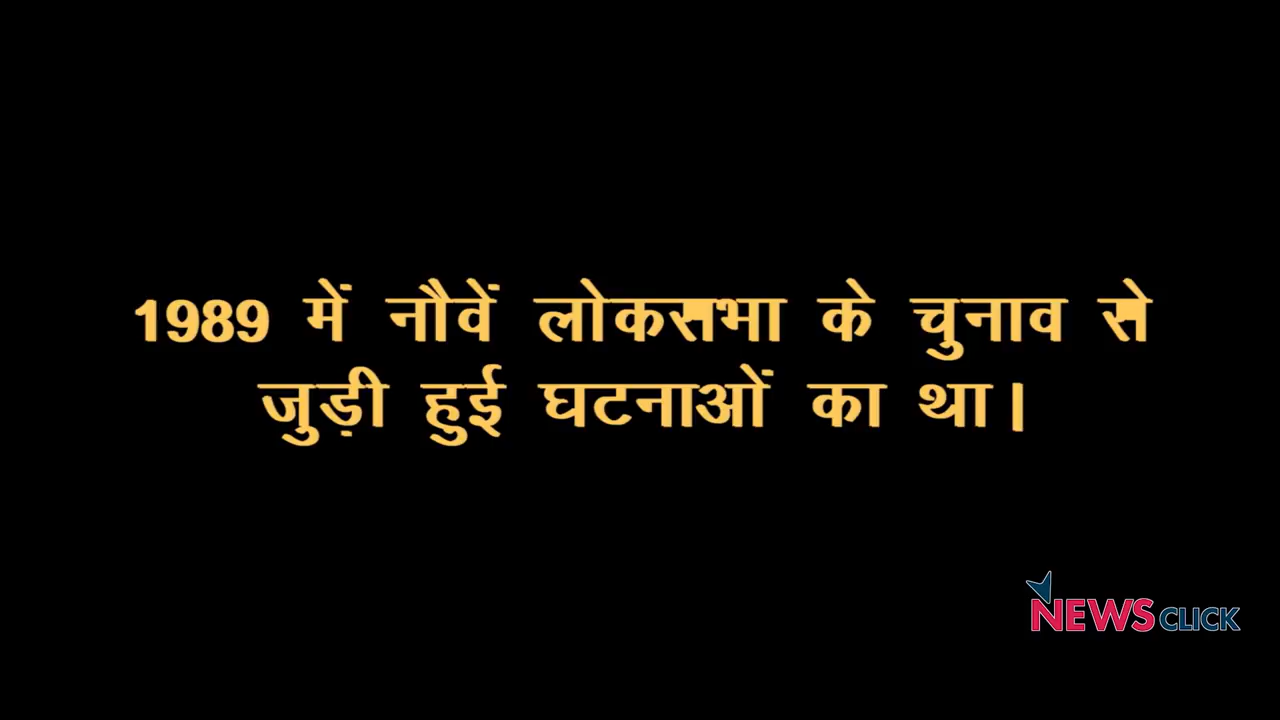 1989 में नौवें लोकसभा के चुनाव से
जुड़ी हुई घटनाओं का था।
NEWSCLICK